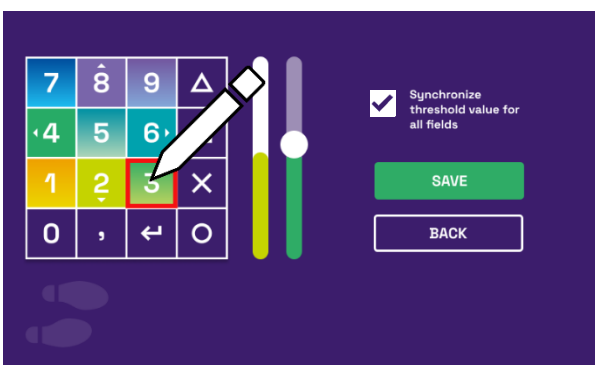 7 8 9
Synchronize
threshold value for
all fields
4 5 6
1 2 3
SAVE
0 ,
BACK